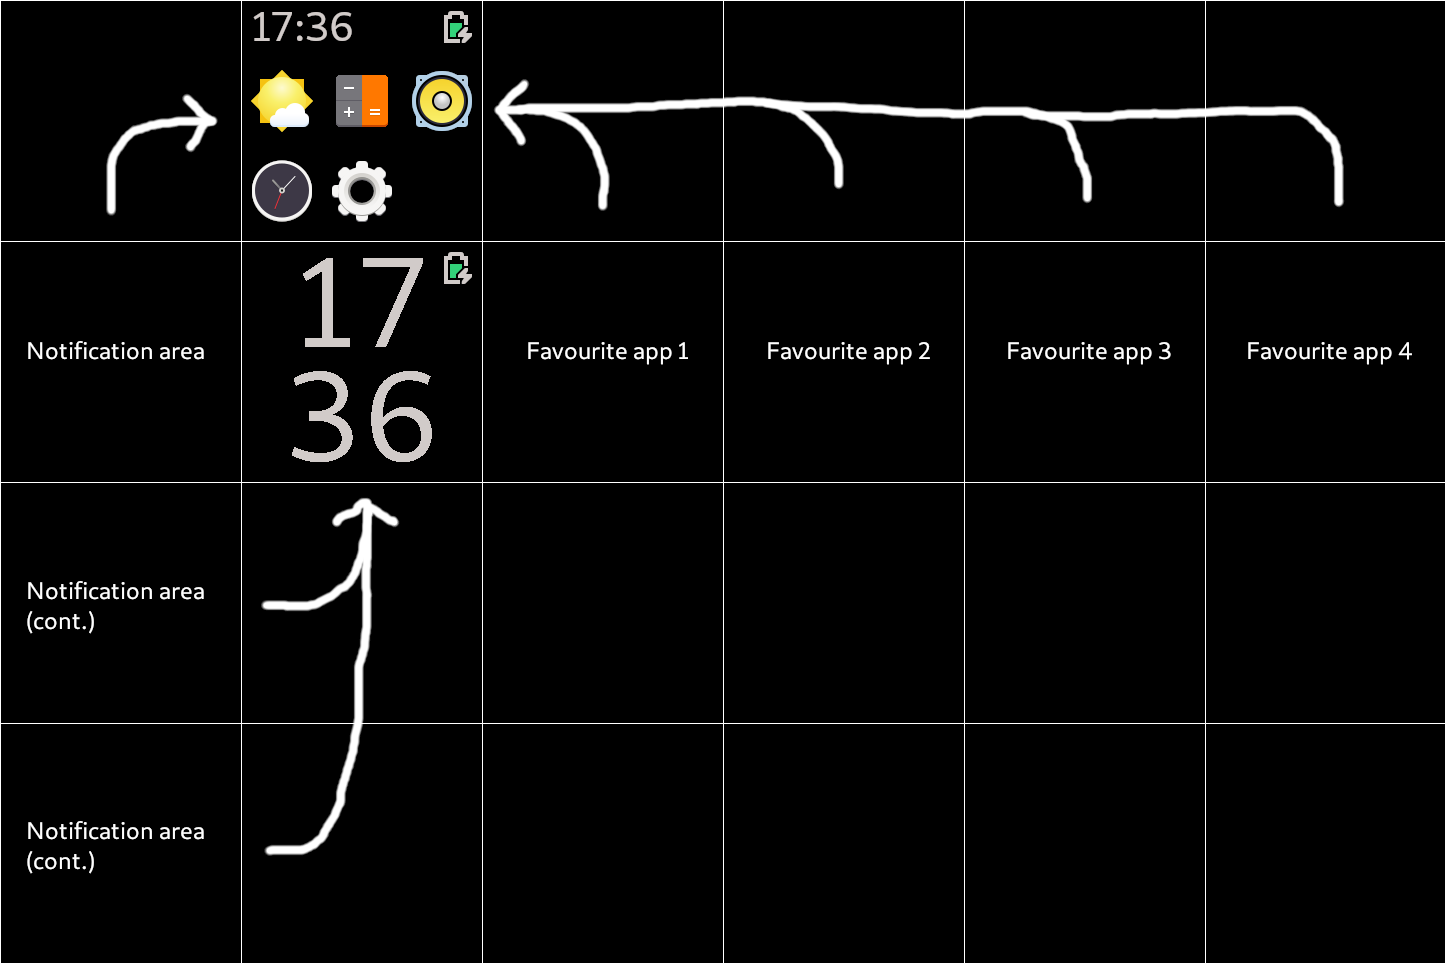 17:36
17
36
Notification area
Favourite app 1
Favourite app 2
Favourite app 3
Favourite app 4
Notification area
(cont.)
Notification area
(cont.)